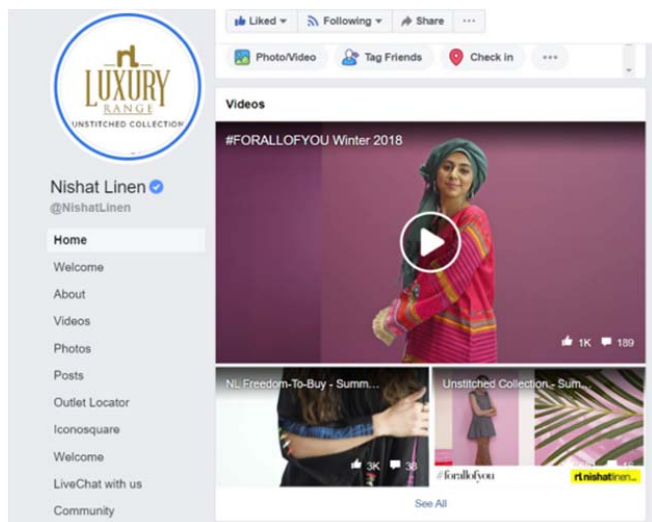 Liked
Following
Share
Photo/Video
Tag Friends
Check in
LUXURY
RANGE
UNSTITCHED COLLECTION
Nishat Linen
@NishatLinen
Home
Welcome
About
Videos
Photos
Posts
Outlet Locator
Iconosquare
Welcome
LiveChat with us
Community
Videos
#FORALLOFYOU Winter 2018
1K 189
NL Freedom-To-Buy - Summ...
3K 38
Unstitched Collection - Sum...
#forallofyou
nishatlinen...
See All